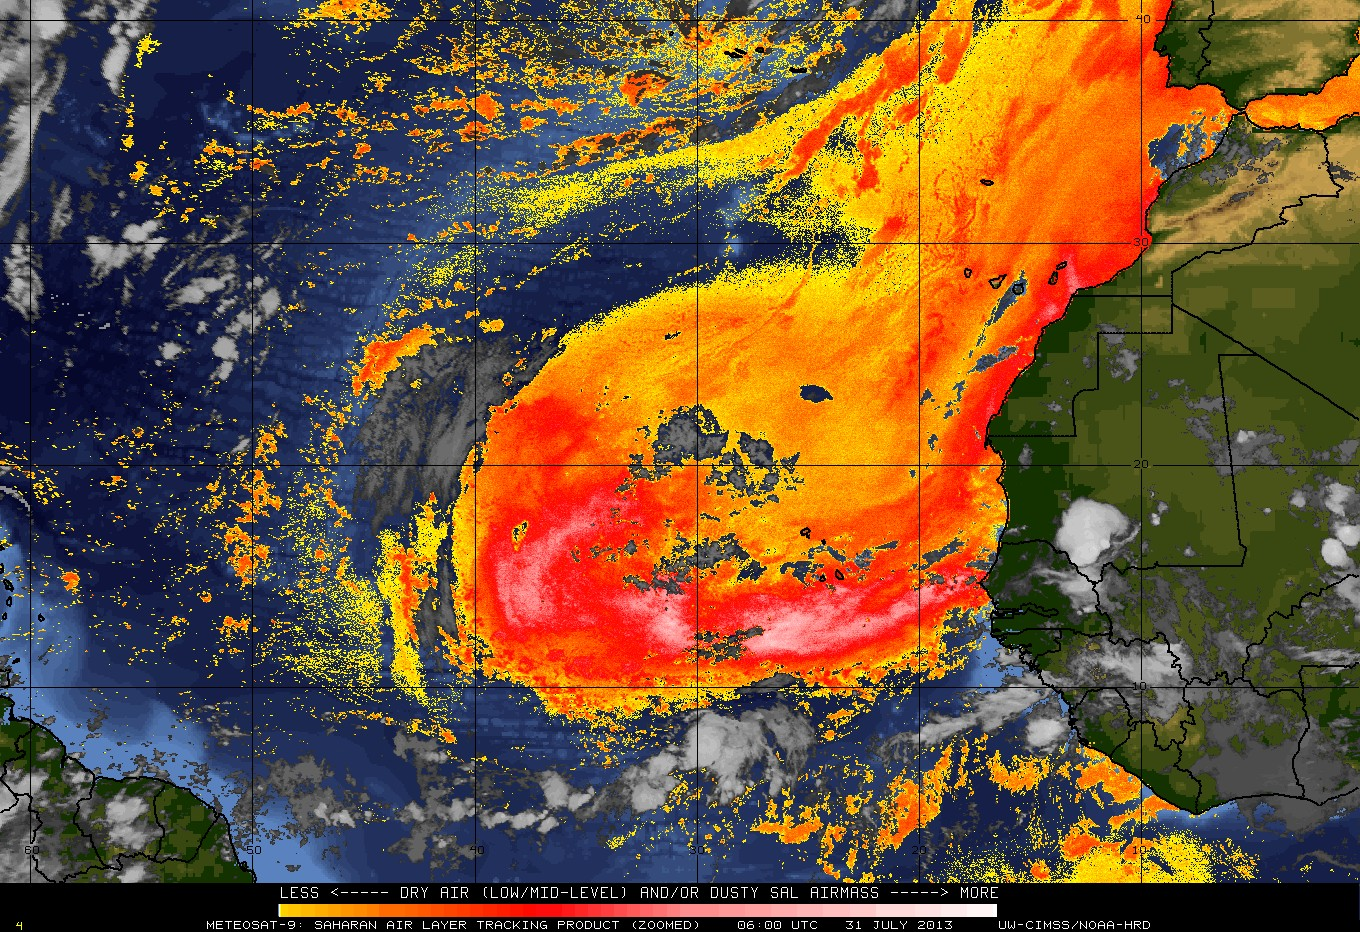 40
30
20
10
60 50 40 30 20 10
LESS <----- DRY AIR (LOW/MID-LEVEL) AND/OR DUSTY SAL AIRMASS -----> MORE
4 METEOSAT-9: SAHARAN AIR LAYER TRACKING PRODUCT (ZOOMED) 06:00 UTC 31 JULY 2013 UW-CIMSS/NOAA-HRD